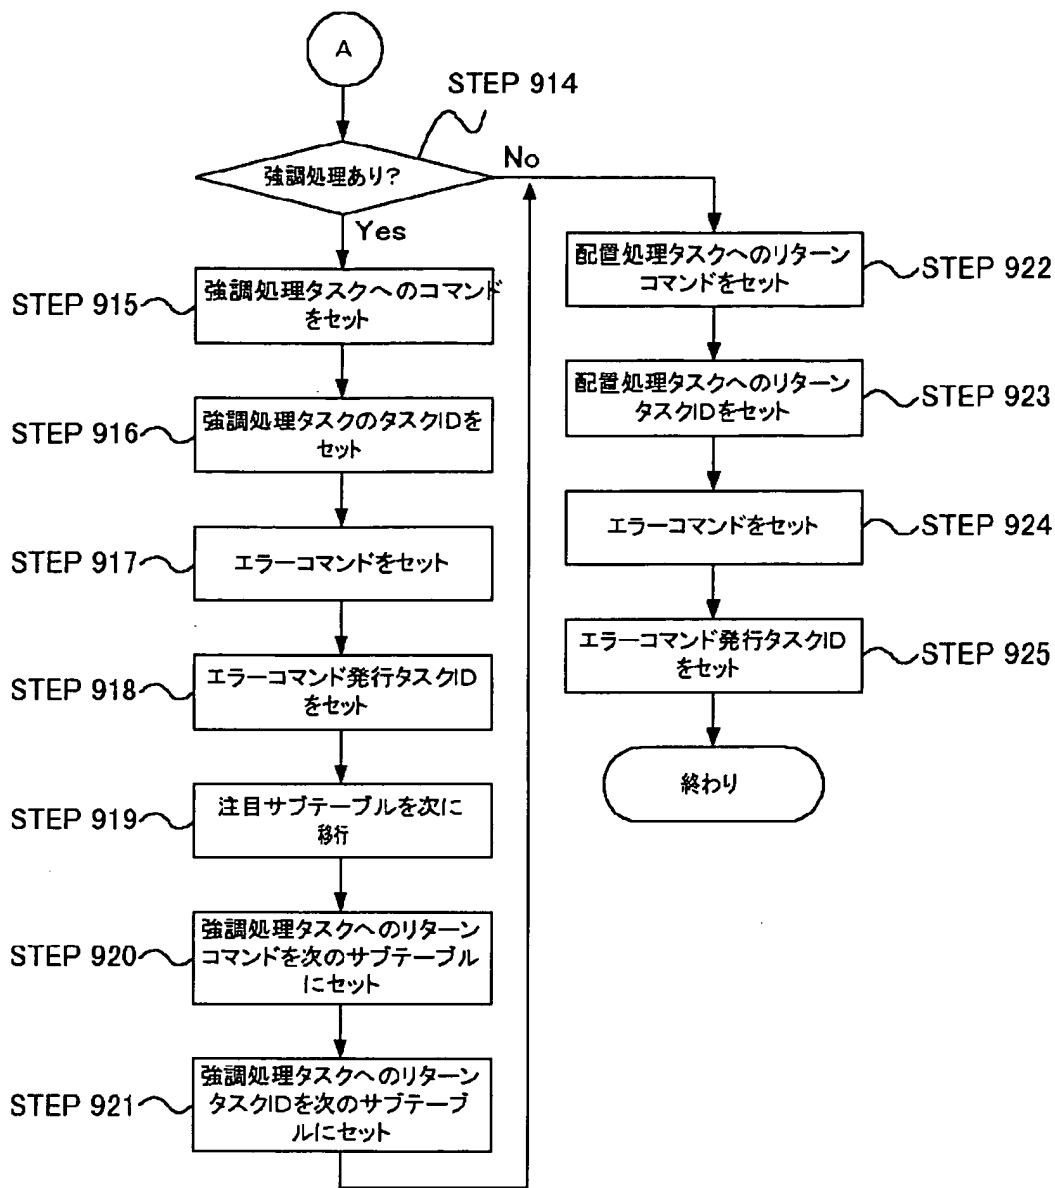 A
STEP 914
強調処理あり?
No
Yes
STEP 915
強調処理タスクへのコマンド
をセット
STEP 916
強調処理タスクのタスクIDを
セット
STEP 917
エラーコマンドをセット
STEP 918
エラーコマンド発行タスクID
をセット
STEP 919
注目サブテーブルを次に
移行
STEP 920
強調処理タスクへのリターン
コマンドを次のサブテーブル
にセット
STEP 921
強調処理タスクへのリターン
タスクIDを次のサブテーブ
ルにセット
配置処理タスクへのリターン
コマンドをセット
STEP 922
配置処理タスクへのリターン
タスクIDをセット
STEP 923
エラーコマンドをセット
STEP 924
エラーコマンド発行タスクID
をセット
STEP 925
終わり